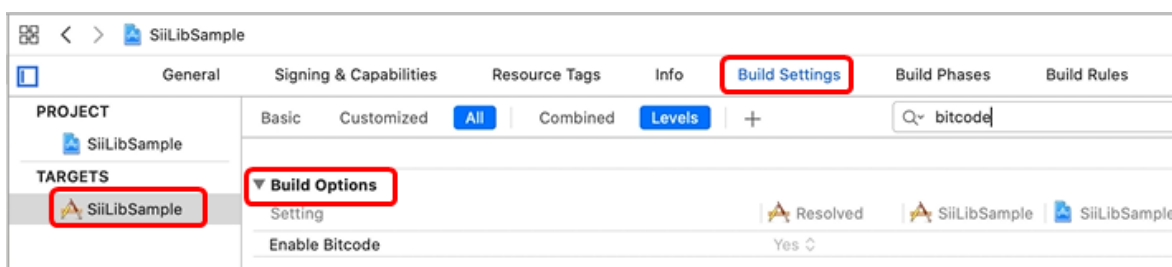 SiiLibSample
General Signing & Capabilities Resource Tags Info Build Settings Build Phases Build Rules
PROJECT
SiiLibSample
TARGETS
SiiLibSample
Basic Customized All Combined Levels + bitcode
Build Options
Setting Resolved SiiLibSample SiiLibSample
Enable Bitcode Yes